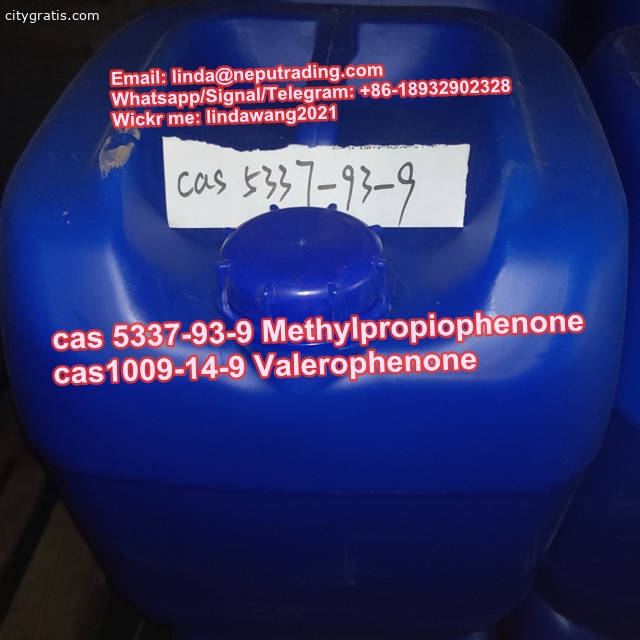 citygratis.com
Email: linda@neputrading.com
Whatsapp/Signal/Telegram: +86-18932902328
Wickr me: lindawang2021
cas 5337-93-9
cas 5337-93-9 Methylpropiophenone
cas1009-14-9 Valerophenone